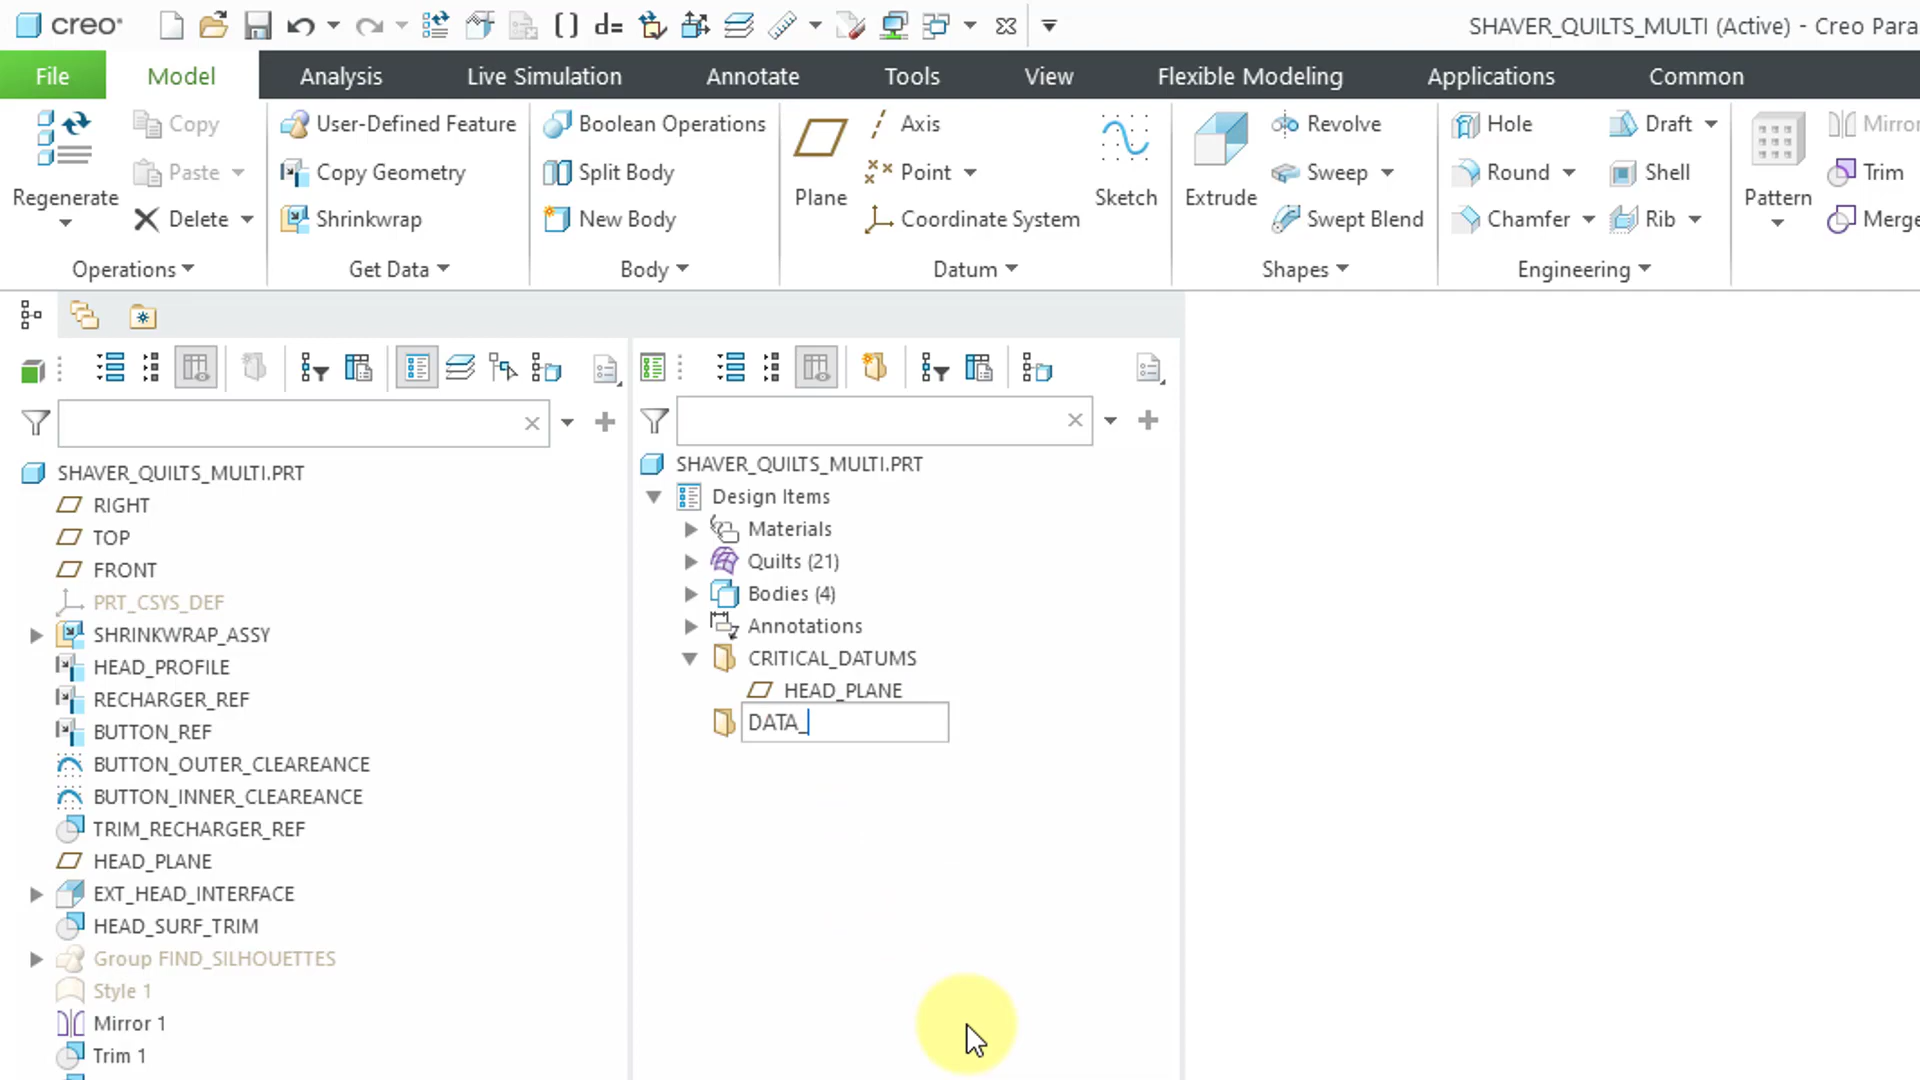 creo
d=
SHAVER_QUILTS_MULTI (Active) - Creo Para
File
Model
Analysis
Live Simulation
Annotate
Tools
View
Flexible Modeling
Applications
Common
Regenerate
Copy
Paste
Delete
Operations
User-Defined Feature
Copy Geometry
Shrinkwrap
Get Data
Boolean Operations
Split Body
New Body
Body
Plane
Axis
Point
Coordinate System
Sketch
Datum
Extrude
Revolve
Sweep
Swept Blend
Shapes
Hole
Round
Chamfer
Draft
Shell
Rib
Engineering
Pattern
Mirro
Trim
Merge
SHAVER_QUILTS_MULTI.PRT
RIGHT
TOP
FRONT
PRT_CSYS_DEF
SHRINKWRAP_ASSY
HEAD_PROFILE
RECHARGER_REF
BUTTON_REF
BUTTON_OUTER_CLEAREANCE
BUTTON_INNER_CLEAREANCE
TRIM_RECHARGER_REF
HEAD_PLANE
EXT_HEAD_INTERFACE
HEAD_SURF_TRIM
Group FIND_SILHOUETTES
Style 1
Mirror 1
Trim 1
SHAVER_QUILTS_MULTI.PRT
Design Items
Materials
Quilts (21)
Bodies (4)
Annotations
CRITICAL_DATUMS
HEAD_PLANE
DATA_